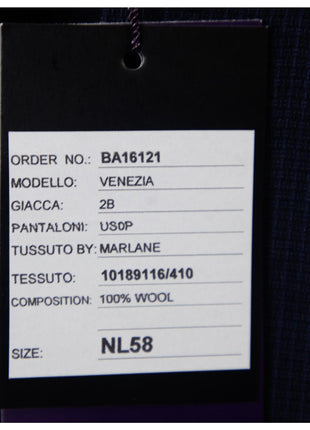 ORDER NO.: BA16121
MODELLO: VENEZIA
GIACCA: 2B
PANTALONI: US0P
TUSSUTO BY: MARLANE
TESSUTO: 10189116/410
COMPOSITION: 100% WOOL
SIZE: NL58